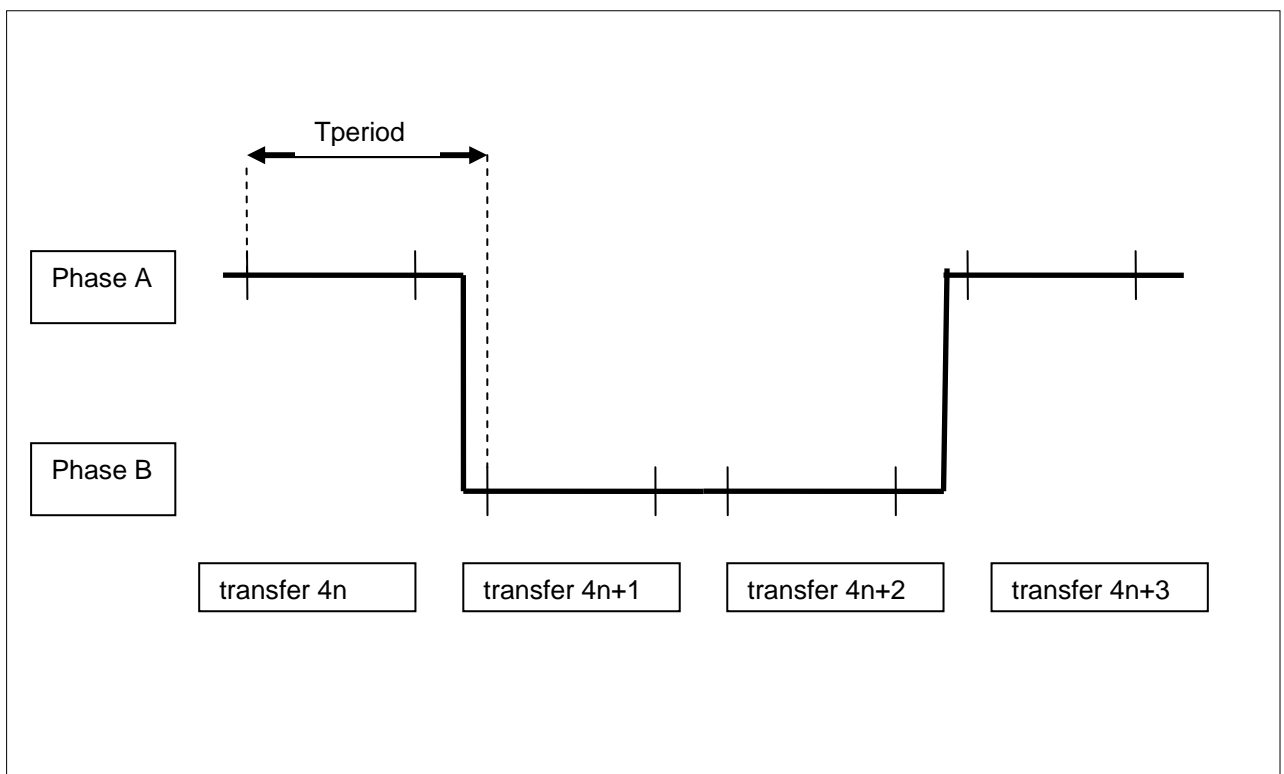 Tperiod
Phase A
Phase B
transfer 4n
transfer 4n+1
transfer 4n+2
transfer 4n+3